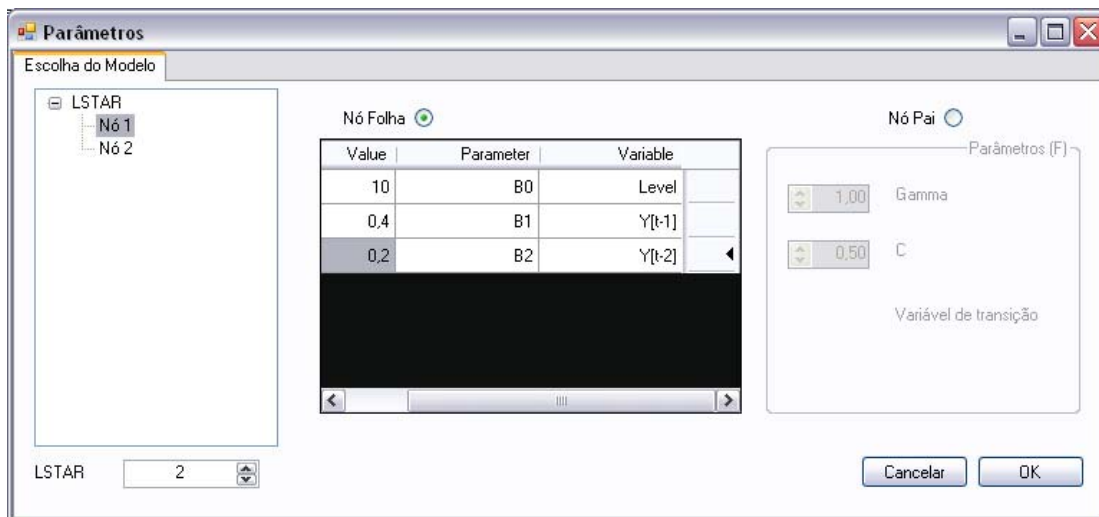 Parâmetros
Escolha do Modelo
LSTAR
Nó 1
Nó 2
Nó Folha
Nó Pai
Value Parameter Variable
10 B0 Level
0,4 B1 Y[t-1]
0,2 B2 Y[t-2]
Parâmetros (F)
1,00 Gamma
0,50 C
Variável de transição
LSTAR 2
Cancelar OK